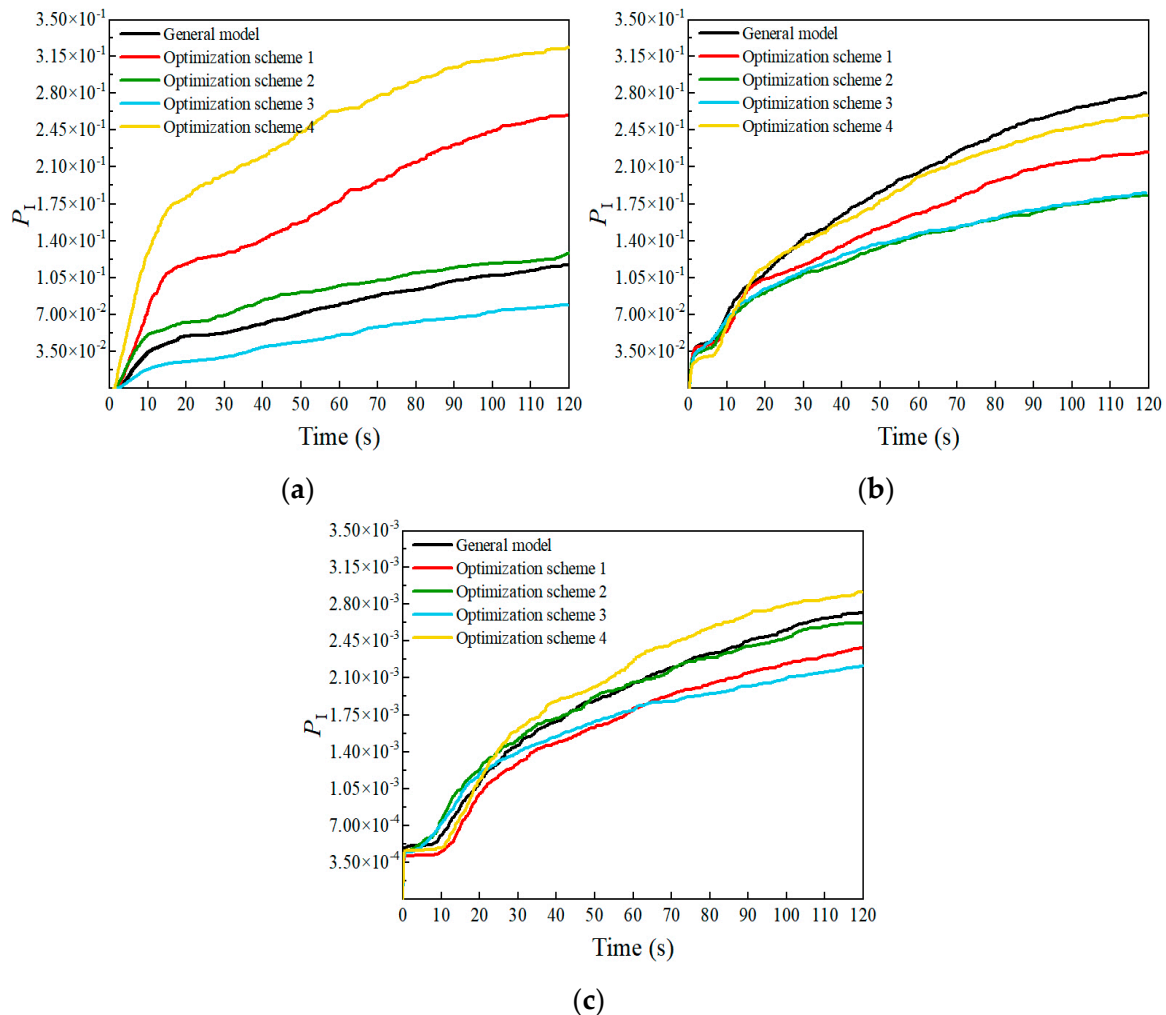 3.50×10⁻¹
3.15×10⁻¹
2.80×10⁻¹
2.45×10⁻¹
2.10×10⁻¹
1.75×10⁻¹
1.40×10⁻¹
1.05×10⁻¹
7.00×10⁻²
3.50×10⁻²
P_I
General model
Optimization scheme 1
Optimization scheme 2
Optimization scheme 3
Optimization scheme 4
0 10 20 30 40 50 60 70 80 90 100 110 120
Time (s)
(a)
3.50×10⁻¹
3.15×10⁻¹
2.80×10⁻¹
2.45×10⁻¹
2.10×10⁻¹
1.75×10⁻¹
1.40×10⁻¹
1.05×10⁻¹
7.00×10⁻²
3.50×10⁻²
P_I
General model
Optimization scheme 1
Optimization scheme 2
Optimization scheme 3
Optimization scheme 4
0 10 20 30 40 50 60 70 80 90 100 110 120
Time (s)
(b)
3.50×10⁻³
3.15×10⁻³
2.80×10⁻³
2.45×10⁻³
2.10×10⁻³
1.75×10⁻³
1.40×10⁻³
1.05×10⁻³
7.00×10⁻⁴
3.50×10⁻⁴
P_I
General model
Optimization scheme 1
Optimization scheme 2
Optimization scheme 3
Optimization scheme 4
0 10 20 30 40 50 60 70 80 90 100 110 120
Time (s)
(c)